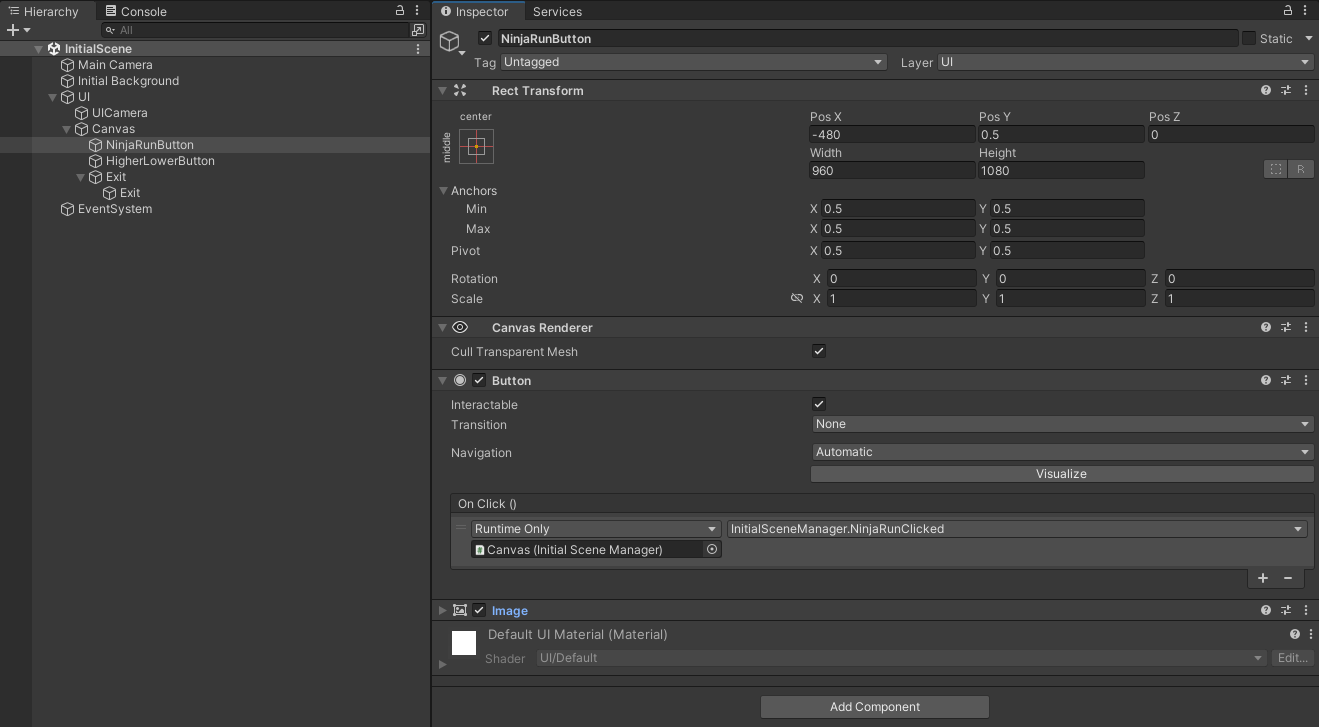 Hierarchy
Console
All
InitialScene
Main Camera
Initial Background
UI
UICamera
Canvas
NinjaRunButton
HigherLowerButton
Exit
Exit
EventSystem
Inspector
Services
NinjaRunButton
Static
Tag Untagged
Layer UI
Rect Transform
center
middle
Pos X Pos Y Pos Z
-480 0.5 0
Width Height
960 1080
R
Anchors
Min X 0.5 Y 0.5
Max X 0.5 Y 0.5
Pivot X 0.5 Y 0.5
Rotation X 0 Y 0 Z 0
Scale X 1 Y 1 Z 1
Canvas Renderer
Cull Transparent Mesh
Button
Interactable
Transition None
Navigation Automatic
Visualize
On Click ()
Runtime Only InitialSceneManager.NinjaRunClicked
Canvas (Initial Scene Manager)
Image
Default UI Material (Material)
Shader UI/Default Edit...
Add Component